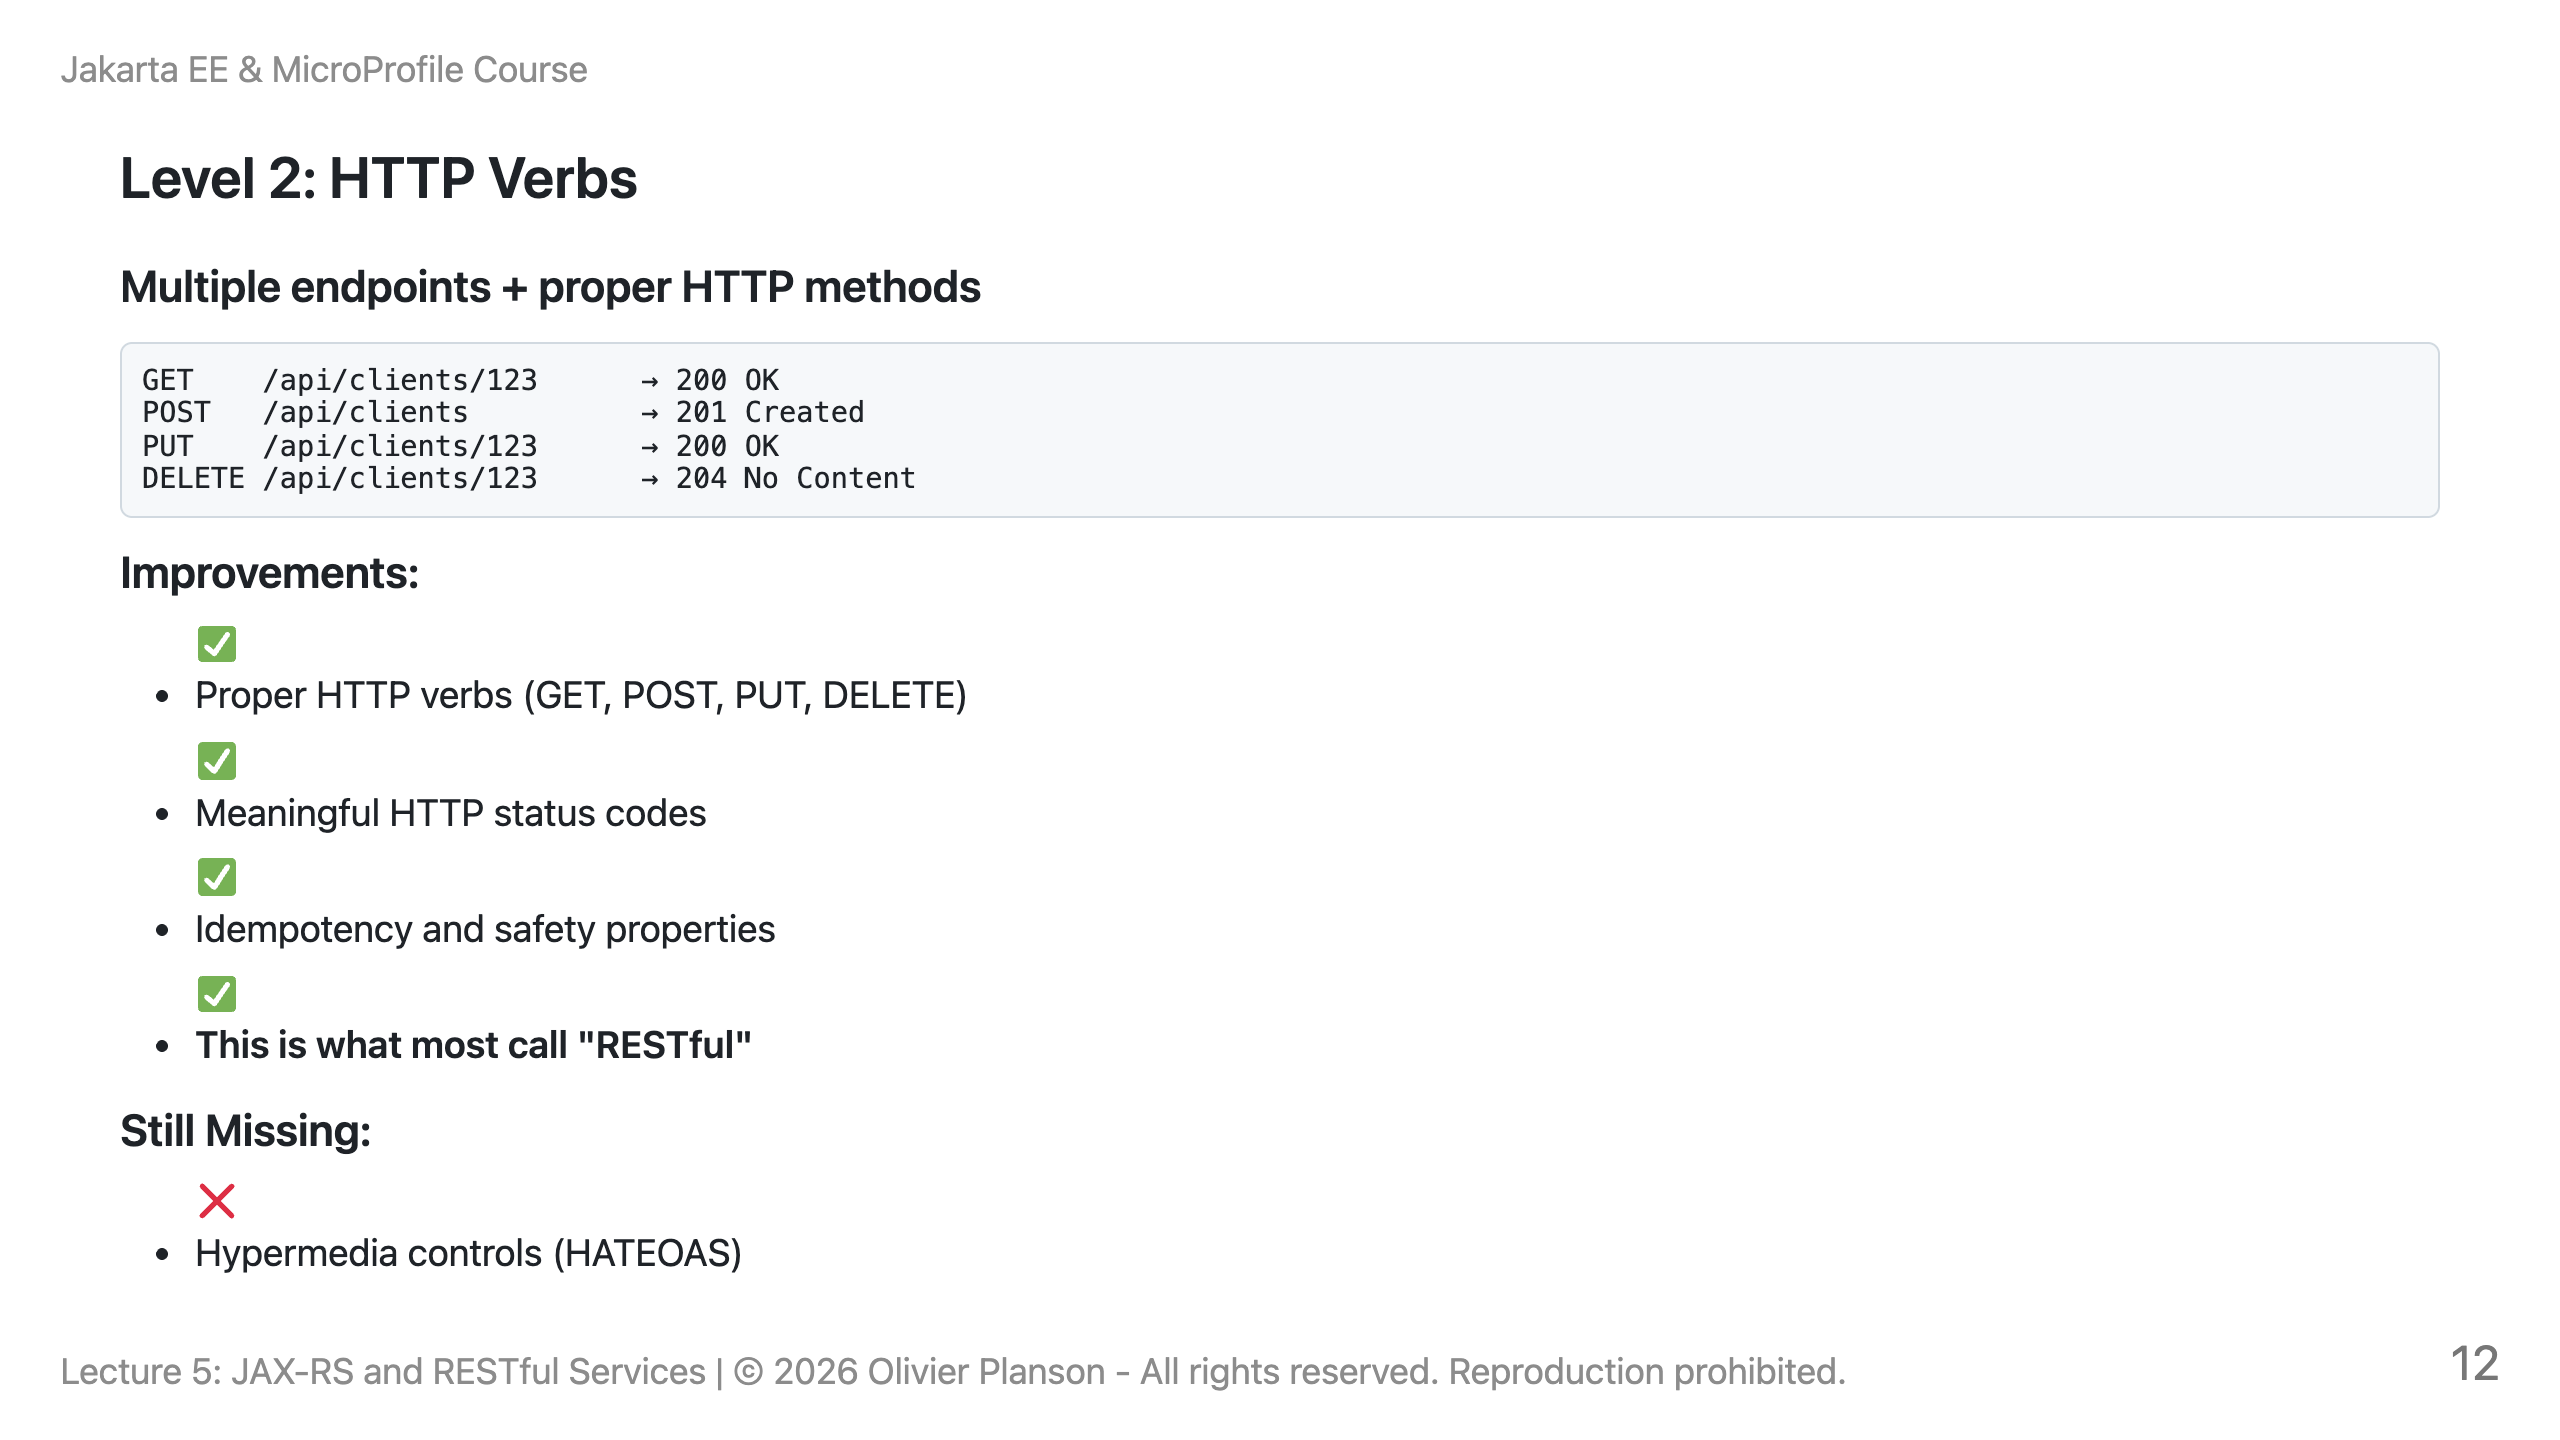 Jakarta EE & MicroProfile Course
Level 2: HTTP Verbs
Multiple endpoints + proper HTTP methods
GET    /api/clients/123      → 200 OK
POST   /api/clients          → 201 Created
PUT    /api/clients/123      → 200 OK
DELETE /api/clients/123      → 204 No Content
Improvements:
✅
• Proper HTTP verbs (GET, POST, PUT, DELETE)
✅
• Meaningful HTTP status codes
✅
• Idempotency and safety properties
✅
• This is what most call "RESTful"
Still Missing:
❌
• Hypermedia controls (HATEOAS)
Lecture 5: JAX-RS and RESTful Services | © 2026 Olivier Planson - All rights reserved. Reproduction prohibited.
12